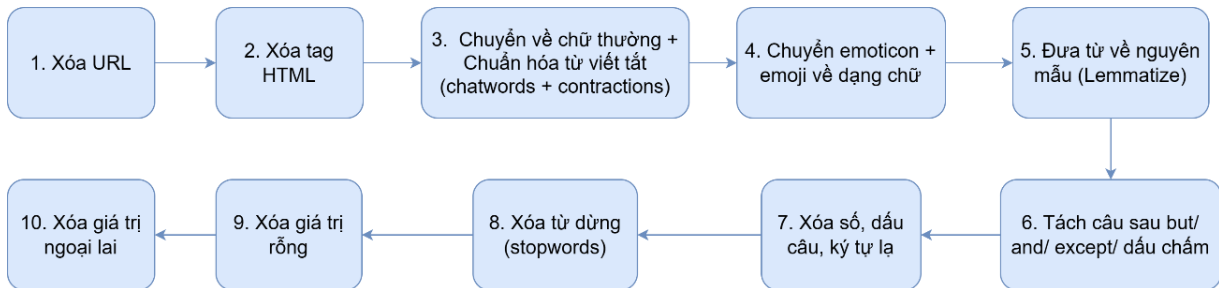 1. Xóa URL
2. Xóa tag
HTML
3. Chuyển về chữ thường +
Chuẩn hóa từ viết tắt
(chatwords + contractions)
4. Chuyển emoticon +
emoji về dạng chữ
5. Đưa từ về nguyên
mẫu (Lemmatize)
6. Tách câu sau but/
and/ except/ dấu chấm
7. Xóa số, dấu
câu, ký tự lạ
8. Xóa từ dừng
(stopwords)
9. Xóa giá trị
rỗng
10. Xóa giá trị
ngoại lai